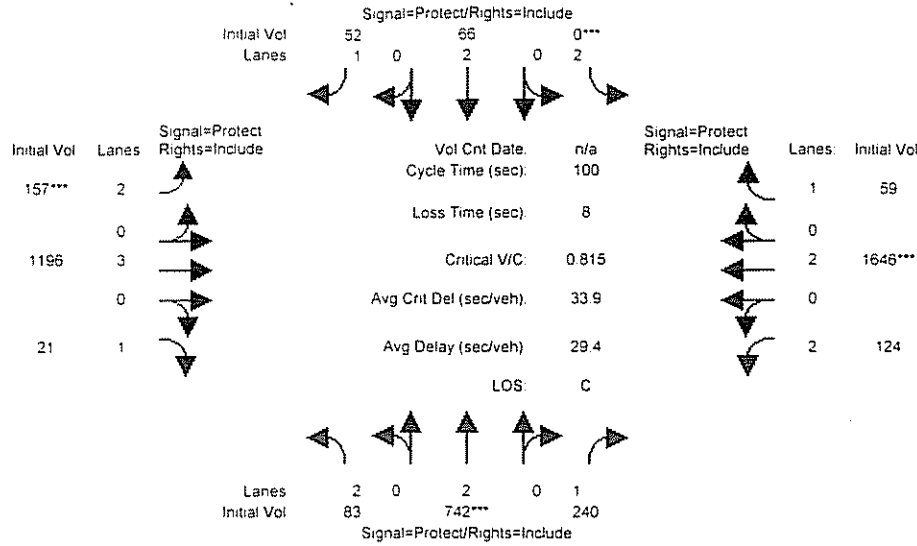 Signal=Protect/Rights=Include
Initial Vol 52 66 0***
Lanes 1 0 2 0 2
Signal=Protect
Rights=Include
Initial Vol Lanes
157*** 2
0
1196 3
0
21 1
Vol Cnt Date: n/a
Cycle Time (sec): 100
Loss Time (sec): 8
Critical V/C: 0.815
Avg Crit Del (sec/veh): 33.9
Avg Delay (sec/veh) 29.4
LOS: C
Signal=Protect
Rights=Include
Lanes: Initial Vol
1 59
0
2 1646***
0
2 124
Lanes 2 0 2 0 1
Initial Vol 83 742*** 240
Signal=Protect/Rights=Include